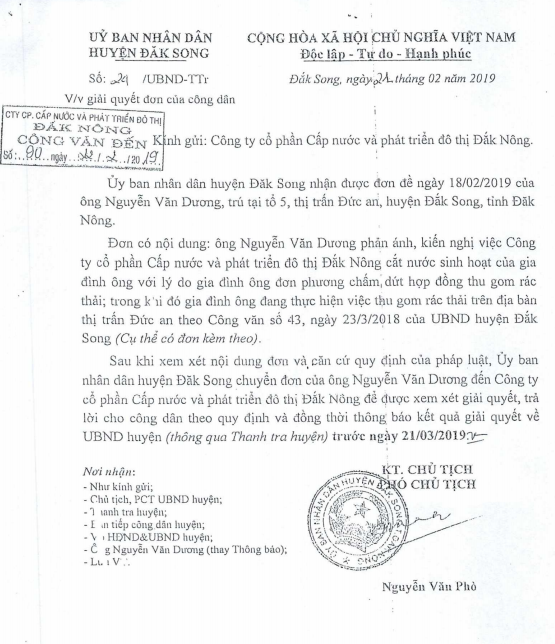 UỶ BAN NHÂN DÂN
HUYỆN ĐĂK SONG
CỘNG HÒA XÃ HỘI CHỦ NGHĨA VIỆT NAM
Độc lập - Tự do - Hạnh phúc
Số: 29 /UBND-TTr
Đắk Song, ngày 21 tháng 02 năm 2019
V/v giải quyết đơn của công dân
CTY CP. CẤP NƯỚC VÀ PHÁT TRIỂN ĐÔ THỊ
ĐĂK NÔNG
CÔNG VĂN ĐẾN
Số: 90 ngày 22/2/2019
Kính gửi: Công ty cổ phần Cấp nước và phát triển đô thị Đắk Nông.
Ủy ban nhân dân huyện Đăk Song nhận được đơn đề ngày 18/02/2019 của
ông Nguyễn Văn Dương, trú tại tổ 5, thị trấn Đức an, huyện Đắk Song, tỉnh Đăk
Nông.
Đơn có nội dung: ông Nguyễn Văn Dương phản ánh, kiến nghị việc Công
ty cổ phần Cấp nước và phát triển đô thị Đắk Nông cắt nước sinh hoạt của gia
đình ông với lý do gia đình ông đơn phương chấm dứt hợp đồng thu gom rác
thải; trong khi đó gia đình ông đang thực hiện việc thu gom rác thải trên địa bàn
thị trấn Đức an theo Công văn số 43, ngày 23/3/2018 của UBND huyện Đắk
Song (Cụ thể có đơn kèm theo).
Sau khi xem xét nội dung đơn và căn cứ quy định của pháp luật, Ủy ban
nhân dân huyện Đăk Song chuyển đơn của ông Nguyễn Văn Dương đến Công ty
cổ phần Cấp nước và phát triển đô thị Đắk Nông để được xem xét giải quyết, trả
lời cho công dân theo quy định và đồng thời thông báo kết quả giải quyết về
UBND huyện (thông qua Thanh tra huyện) trước ngày 21/03/2019.
Nơi nhận:
- Như kính gửi;
- Chủ tịch, PCT UBND huyện;
- Thanh tra huyện;
- Ban tiếp công dân huyện;
- VP HĐND&UBND huyện;
- Ông Nguyễn Văn Dương (thay Thông báo);
- Lưu VT.
KT. CHỦ TỊCH
PHÓ CHỦ TỊCH
ỦY BAN NHÂN DÂN HUYỆN ĐĂK SONG T. ĐĂK NÔNG
Nguyễn Văn Phò